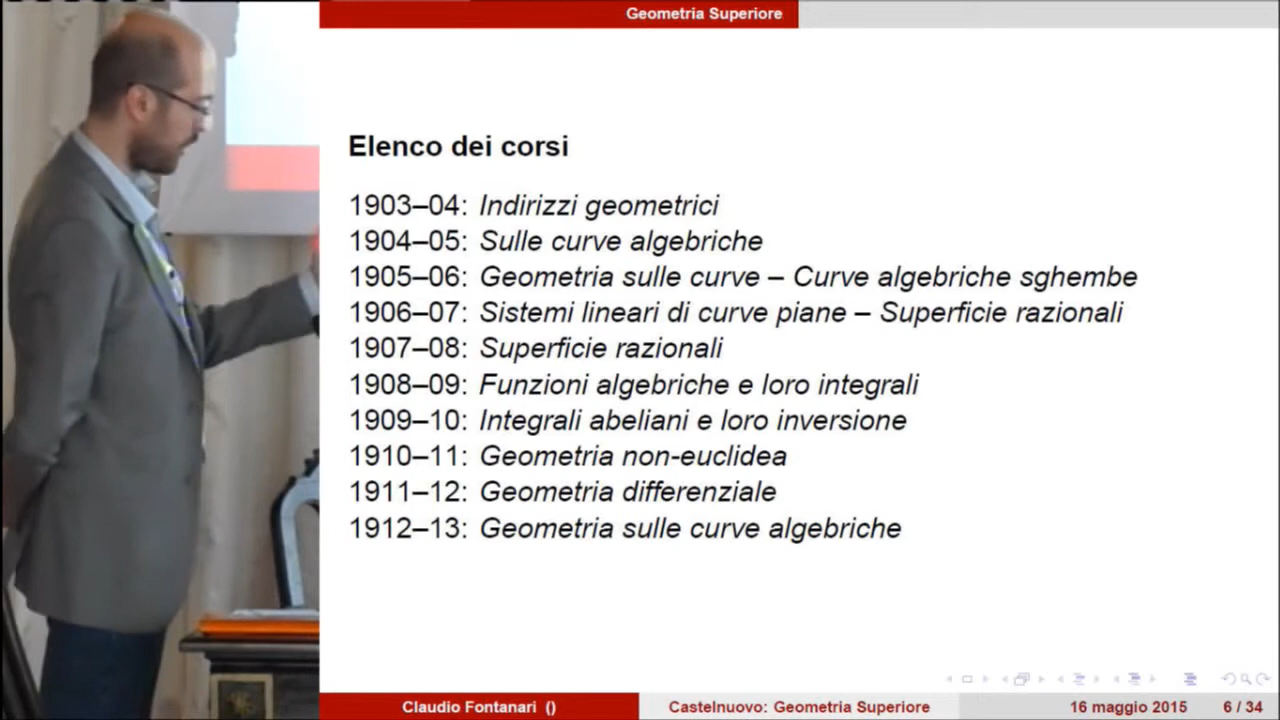 Geometria Superiore
Elenco dei corsi
1903–04: Indirizzi geometrici
1904–05: Sulle curve algebriche
1905–06: Geometria sulle curve – Curve algebriche sghembe
1906–07: Sistemi lineari di curve piane – Superficie razionali
1907–08: Superficie razionali
1908–09: Funzioni algebriche e loro integrali
1909–10: Integrali abeliani e loro inversione
1910–11: Geometria non-euclidea
1911–12: Geometria differenziale
1912–13: Geometria sulle curve algebriche
Claudio Fontanari ()
Castelnuovo: Geometria Superiore
16 maggio 2015
6 / 34